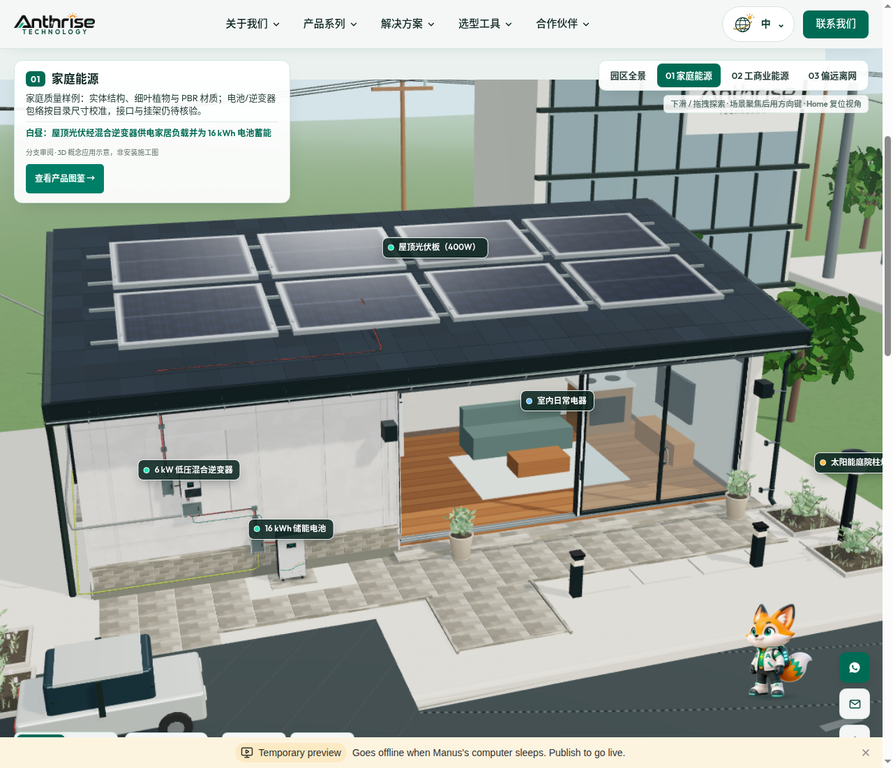 Anthrise
TECHNOLOGY
关于我们
产品系列
解决方案
选型工具
合作伙伴
中
联系我们
01 家庭能源
家庭质量样例：实体结构、细叶植物与 PBR 材质；电池/逆变器
包络按目录尺寸校准，接口与挂架仍待核验。
白昼：屋顶光伏经混合逆变器供电家居负载并为 16 kWh 电池蓄能
分支审阅 · 3D 概念应用示意，非安装施工图
查看产品图签 →
园区全景
01 家庭能源
02 工商业能源
03 偏远离网
下滑 / 拖拽探索 · 场景聚焦后用方向键 · Home 复位视角
屋顶光伏板（400W）
室内日常电器
6 kW 低压混合逆变器
太阳能庭院柱
16 kWh 储能电池
Temporary preview
Goes offline when Manus's computer sleeps. Publish to go live.